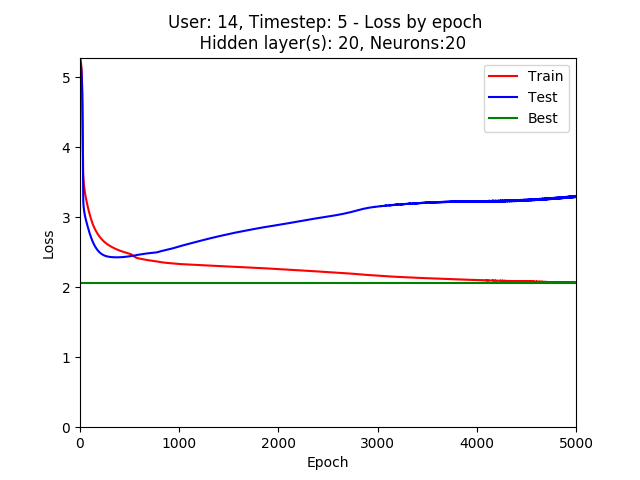 User: 14, Timestep: 5 - Loss by epoch
Hidden layer(s): 20, Neurons:20
Train
Test
Best
Loss
5
4
3
2
1
0
0 1000 2000 3000 4000 5000
Epoch